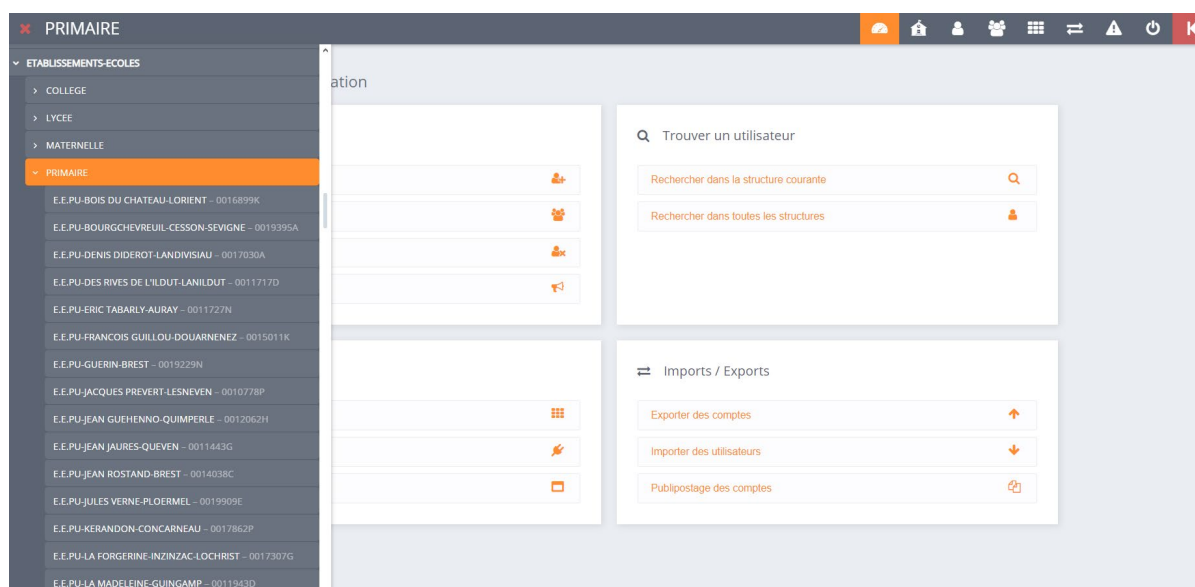 PRIMAIRE
ETABLISSEMENTS-ECOLES
COLLEGE
LYCEE
MATERNELLE
PRIMAIRE
E.E.PU-BOIS DU CHATEAU-LORIENT – 0016899K
E.E.PU-BOURGCHEVREUIL-CESSON-SEVIGNE – 0019395A
E.E.PU-DENIS DIDEROT-LANDIVISIAU – 0017030A
E.E.PU-DES RIVES DE L'ILDUT-LANILDUT – 0011717D
E.E.PU-ERIC TABARLY-AURAY – 0011727N
E.E.PU-FRANCOIS GUILLOU-DOUARNENEZ – 0015011K
E.E.PU-GUERIN-BREST – 0019229N
E.E.PU-JACQUES PREVERT-LESNEVEN – 0010778P
E.E.PU-JEAN GUEHENNO-QUIMPERLE – 0012062H
E.E.PU-JEAN JAURES-QUEVEN – 0011443G
E.E.PU-JEAN ROSTAND-BREST – 0014038C
E.E.PU-JULES VERNE-PLOERMEL – 0019909E
E.E.PU-KERANDON-CONCARNEAU – 0017862P
E.E.PU-LA FORGERINE-INZINZAC-LOCHRIST – 0017307G
E.E.PU-LA MADELEINE-GUINGAMP – 0011943D
ation
Trouver un utilisateur
Rechercher dans la structure courante
Rechercher dans toutes les structures
Imports / Exports
Exporter des comptes
Importer des utilisateurs
Publipostage des comptes